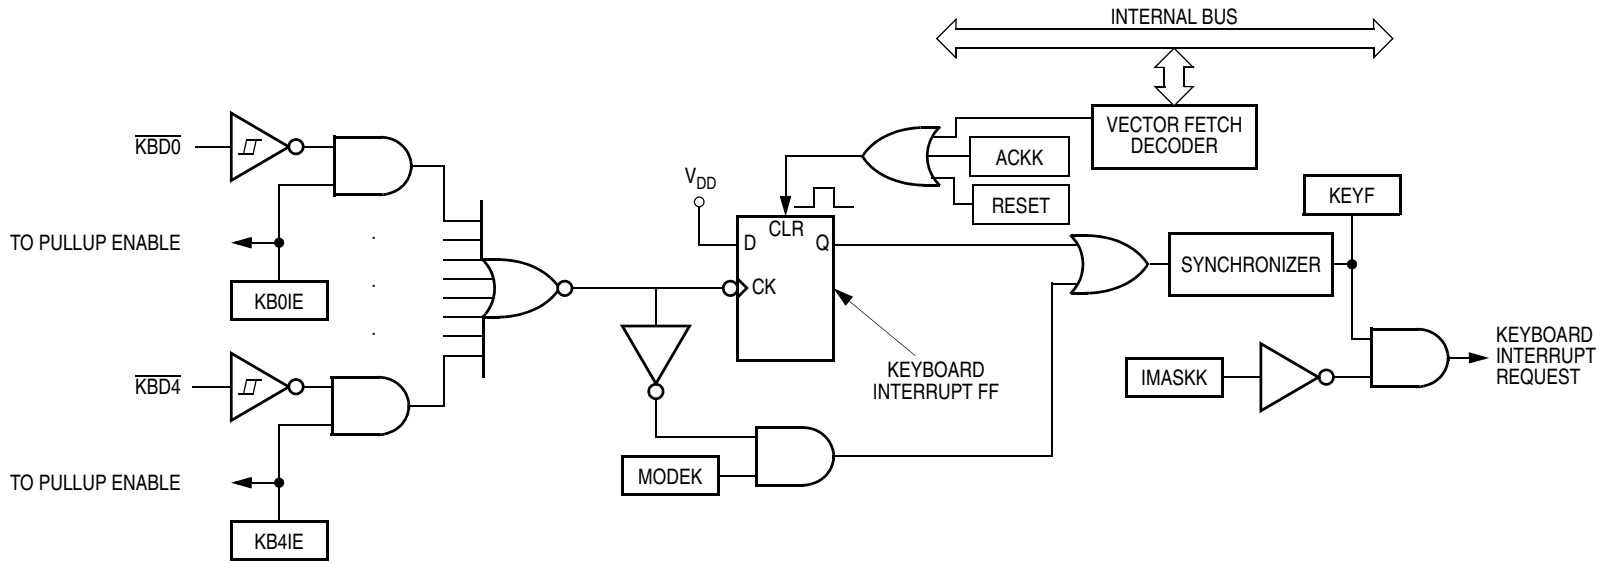 INTERNAL BUS
VECTOR FETCH
DECODER
KBD0
ACKK
VDD
RESET
KEYF
CLR
D
Q
TO PULLUP ENABLE
SYNCHRONIZER
CK
KB0IE
KEYBOARD
INTERRUPT
REQUEST
KEYBOARD
INTERRUPT FF
KBD4
IMASKK
MODEK
TO PULLUP ENABLE
KB4IE